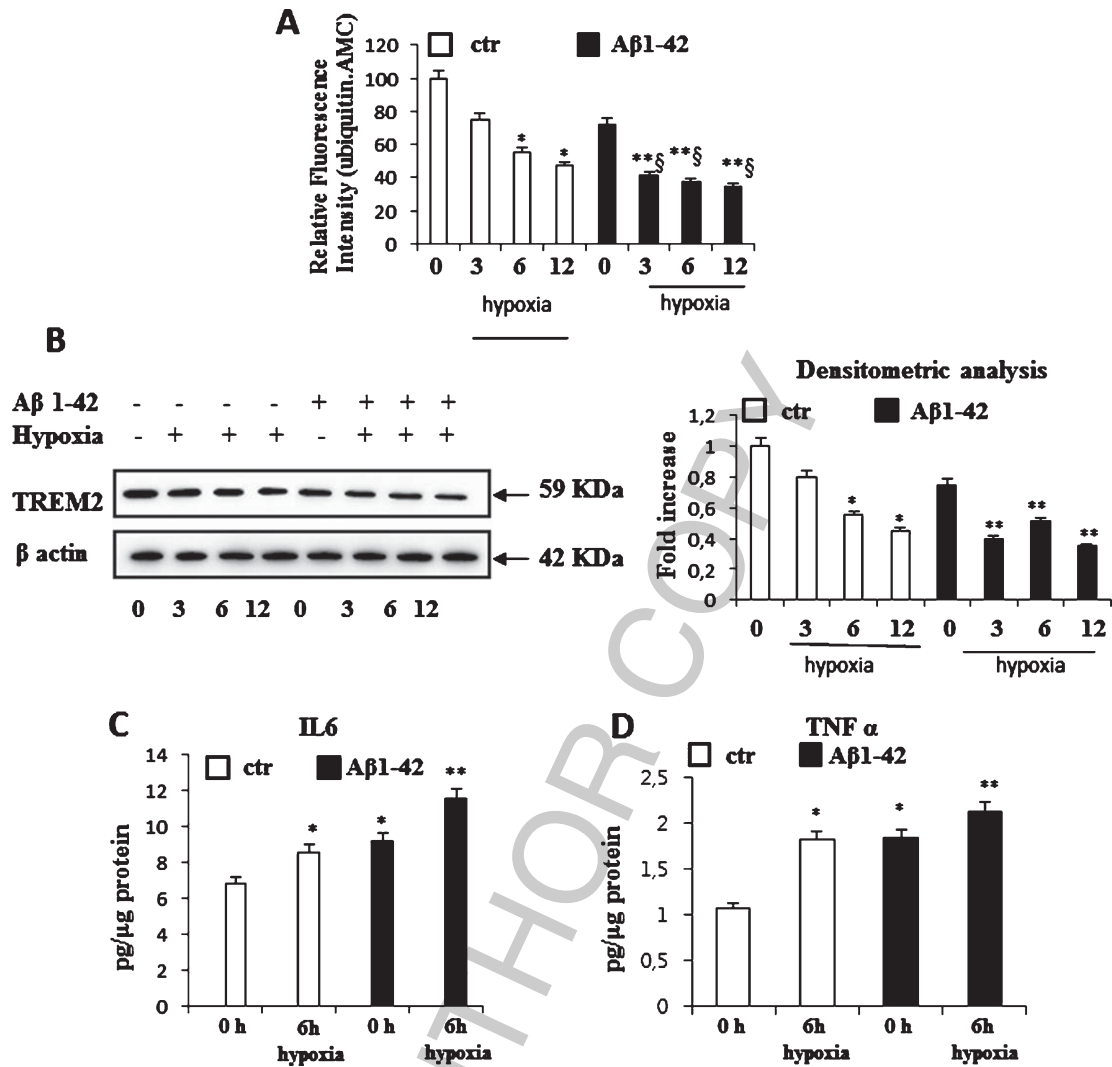 A
ctr Aβ1-42
Relative Fluorescence
Intensity (ubiquitin.AMC)
120
100
80
60
40
20
0
* * **§ **§ **§
0 3 6 12 0 3 6 12
hypoxia hypoxia
B
Aβ 1-42 - - - - + + + +
Hypoxia - + + + - + + +
TREM2 59 KDa
β actin 42 KDa
0 3 6 12 0 3 6 12
Densitometric analysis
ctr Aβ1-42
Fold increase
1,2
1
0,8
0,6
0,4
0,2
0
* * ** ** **
0 3 6 12 0 3 6 12
hypoxia hypoxia
C
IL6
ctr Aβ1-42
pg/µg protein
14
12
10
8
6
4
2
0
* * **
0 h 6h 0 h 6h
hypoxia hypoxia
D
TNF α
ctr Aβ1-42
pg/µg protein
2,5
2
1,5
1
0,5
0
* * **
0 h 6h 0 h 6h
hypoxia hypoxia
THOR COPY